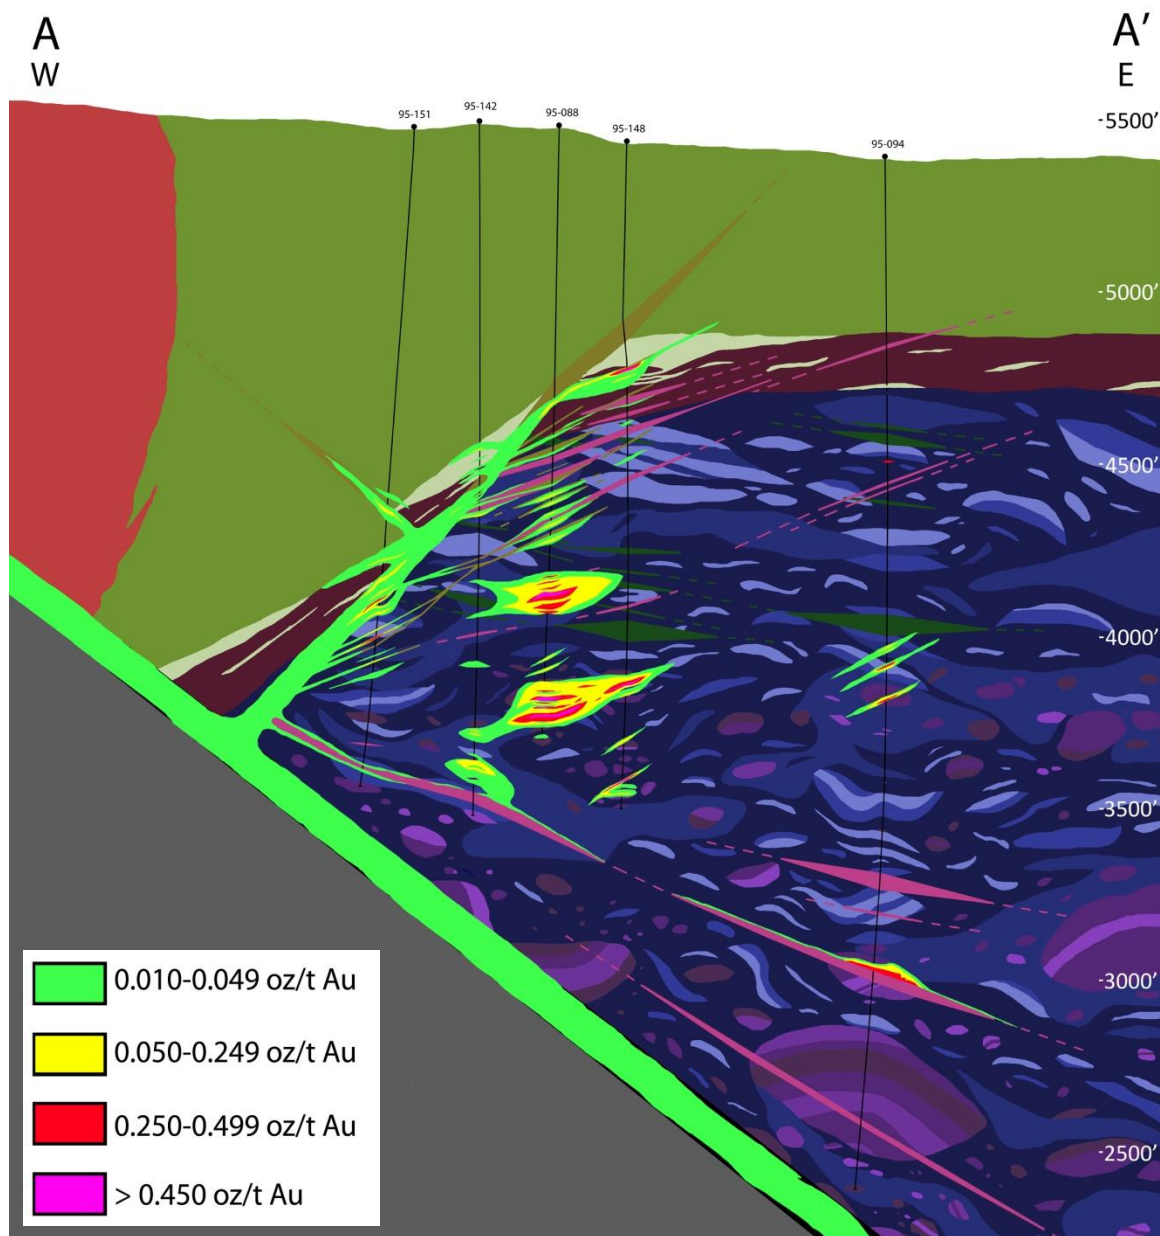 A
A'
W
E
95-151
95-142
95-088
95-148
95-094
-5500'
-5000'
-4500'
-4000'
-3500'
-3000'
-2500'
0.010-0.049 oz/t Au
0.050-0.249 oz/t Au
0.250-0.499 oz/t Au
> 0.450 oz/t Au